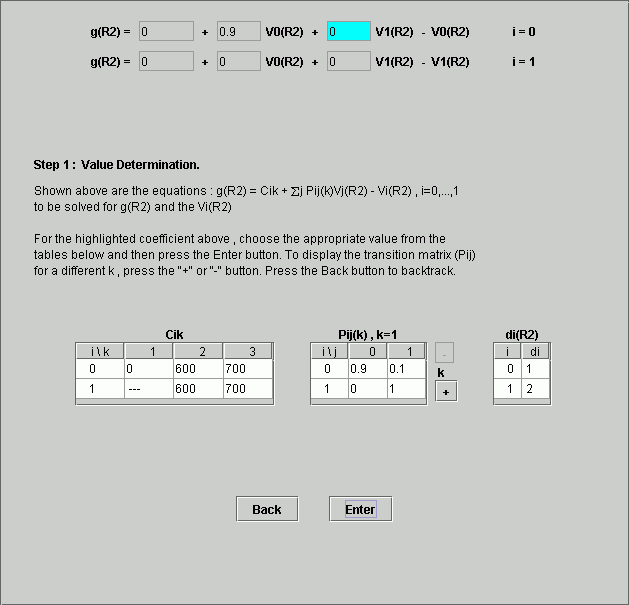 g(R2) = 0 + 0.9 V0(R2) + 0 V1(R2) - V0(R2) i = 0
g(R2) = 0 + 0 V0(R2) + 0 V1(R2) - V1(R2) i = 1
Step 1 : Value Determination.
Shown above are the equations : g(R2) = Cik + Σj Pij(k)Vj(R2) - Vi(R2) , i=0,...,1
to be solved for g(R2) and the Vi(R2)
For the highlighted coefficient above , choose the appropriate value from the
tables below and then press the Enter button. To display the transition matrix (Pij)
for a different k , press the "+" or "-" button. Press the Back button to backtrack.
Cik Pij(k) , k=1 di(R2)
i \ k 1 2 3 i \ j 0 1 - i di
0 0 600 700 0 0.9 0.1 k 0 1
1 --- 600 700 1 0 1 + 1 2
Back Enter